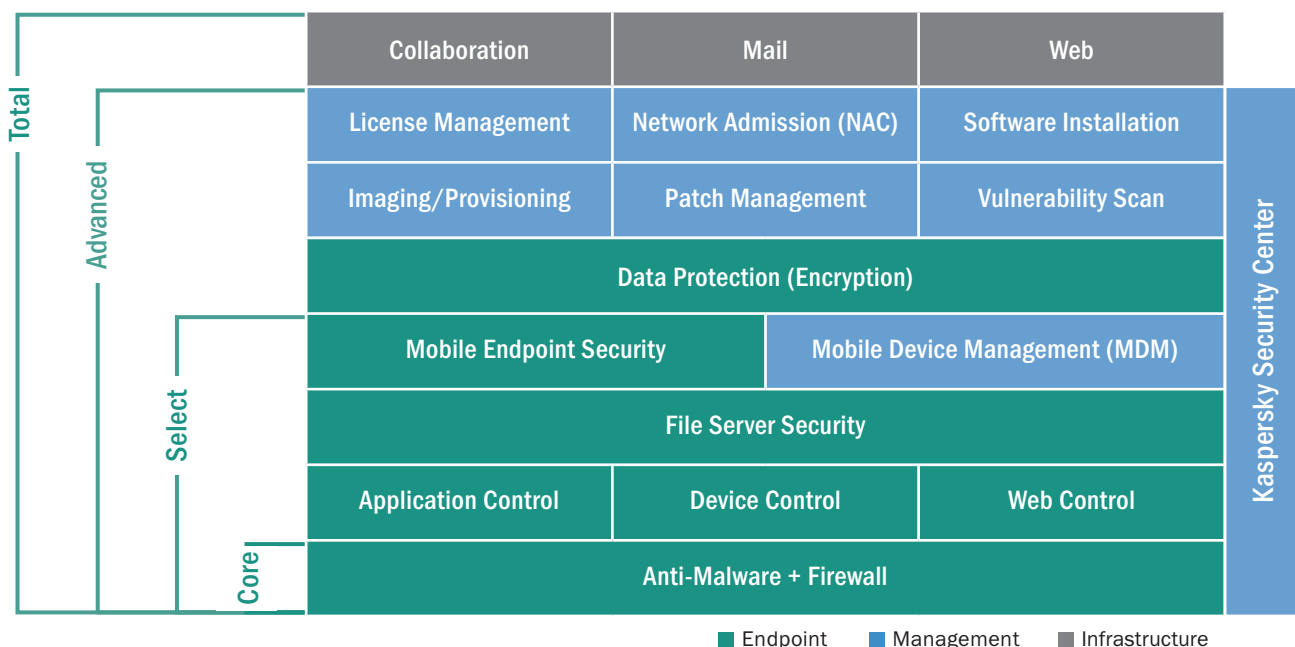 Collaboration
Mail
Web
License Management
Network Admission (NAC)
Software Installation
Imaging/Provisioning
Patch Management
Vulnerability Scan
Data Protection (Encryption)
Mobile Endpoint Security
Mobile Device Management (MDM)
File Server Security
Application Control
Device Control
Web Control
Anti-Malware + Firewall
Total
Advanced
Select
Core
Kaspersky Security Center
Endpoint
Management
Infrastructure